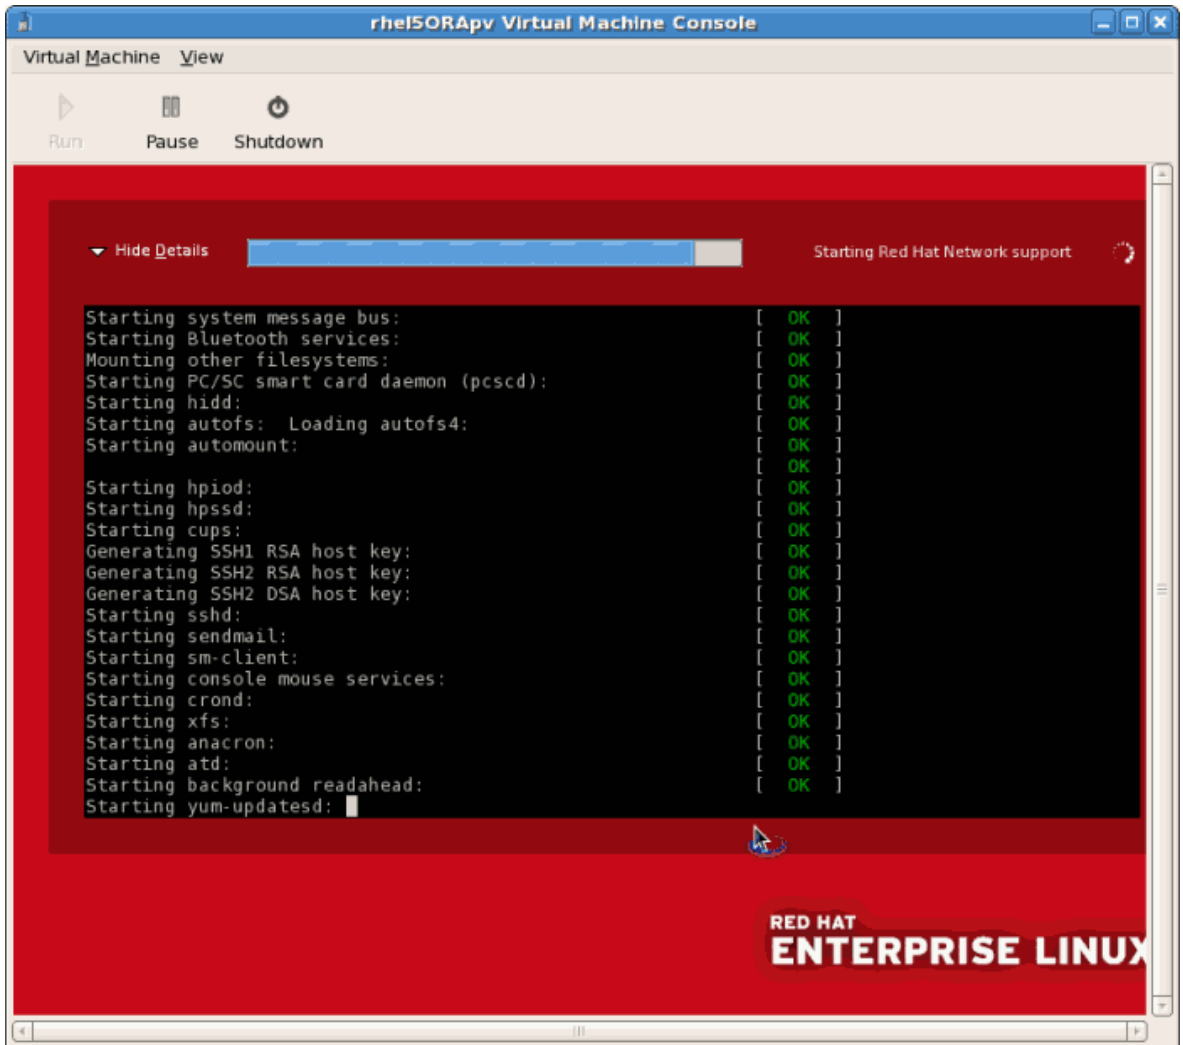 rhel5ORApv Virtual Machine Console
Virtual Machine View
Run Pause Shutdown
Hide Details Starting Red Hat Network support
Starting system message bus: [ OK ]
Starting Bluetooth services: [ OK ]
Mounting other filesystems: [ OK ]
Starting PC/SC smart card daemon (pcscd): [ OK ]
Starting hidd: [ OK ]
Starting autofs: Loading autofs4: [ OK ]
Starting automount: [ OK ]
[ OK ]
Starting hpiod: [ OK ]
Starting hpssd: [ OK ]
Starting cups: [ OK ]
Generating SSH1 RSA host key: [ OK ]
Generating SSH2 RSA host key: [ OK ]
Generating SSH2 DSA host key: [ OK ]
Starting sshd: [ OK ]
Starting sendmail: [ OK ]
Starting sm-client: [ OK ]
Starting console mouse services: [ OK ]
Starting crond: [ OK ]
Starting xfs: [ OK ]
Starting anacron: [ OK ]
Starting atd: [ OK ]
Starting background readahead: [ OK ]
Starting yum-updatesd:
RED HAT
ENTERPRISE LINUX